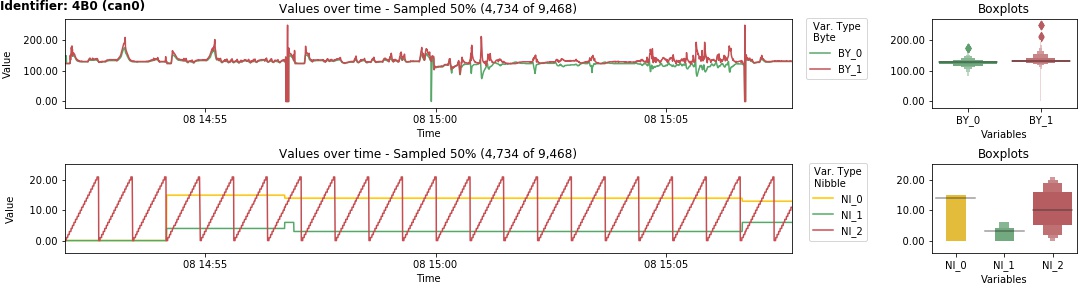 Identifier: 4B0 (can0)
Values over time - Sampled 50% (4,734 of 9,468)
Boxplots
Value
200.00
100.00
0.00
08 14:55
08 15:00
08 15:05
Time
Var. Type
Byte
BY_0
BY_1
200.00
100.00
0.00
BY_0
BY_1
Variables
Values over time - Sampled 50% (4,734 of 9,468)
Boxplots
Value
20.00
10.00
0.00
08 14:55
08 15:00
08 15:05
Time
Var. Type
Nibble
NI_0
NI_1
NI_2
20.00
10.00
0.00
NI_0
NI_1
NI_2
Variables